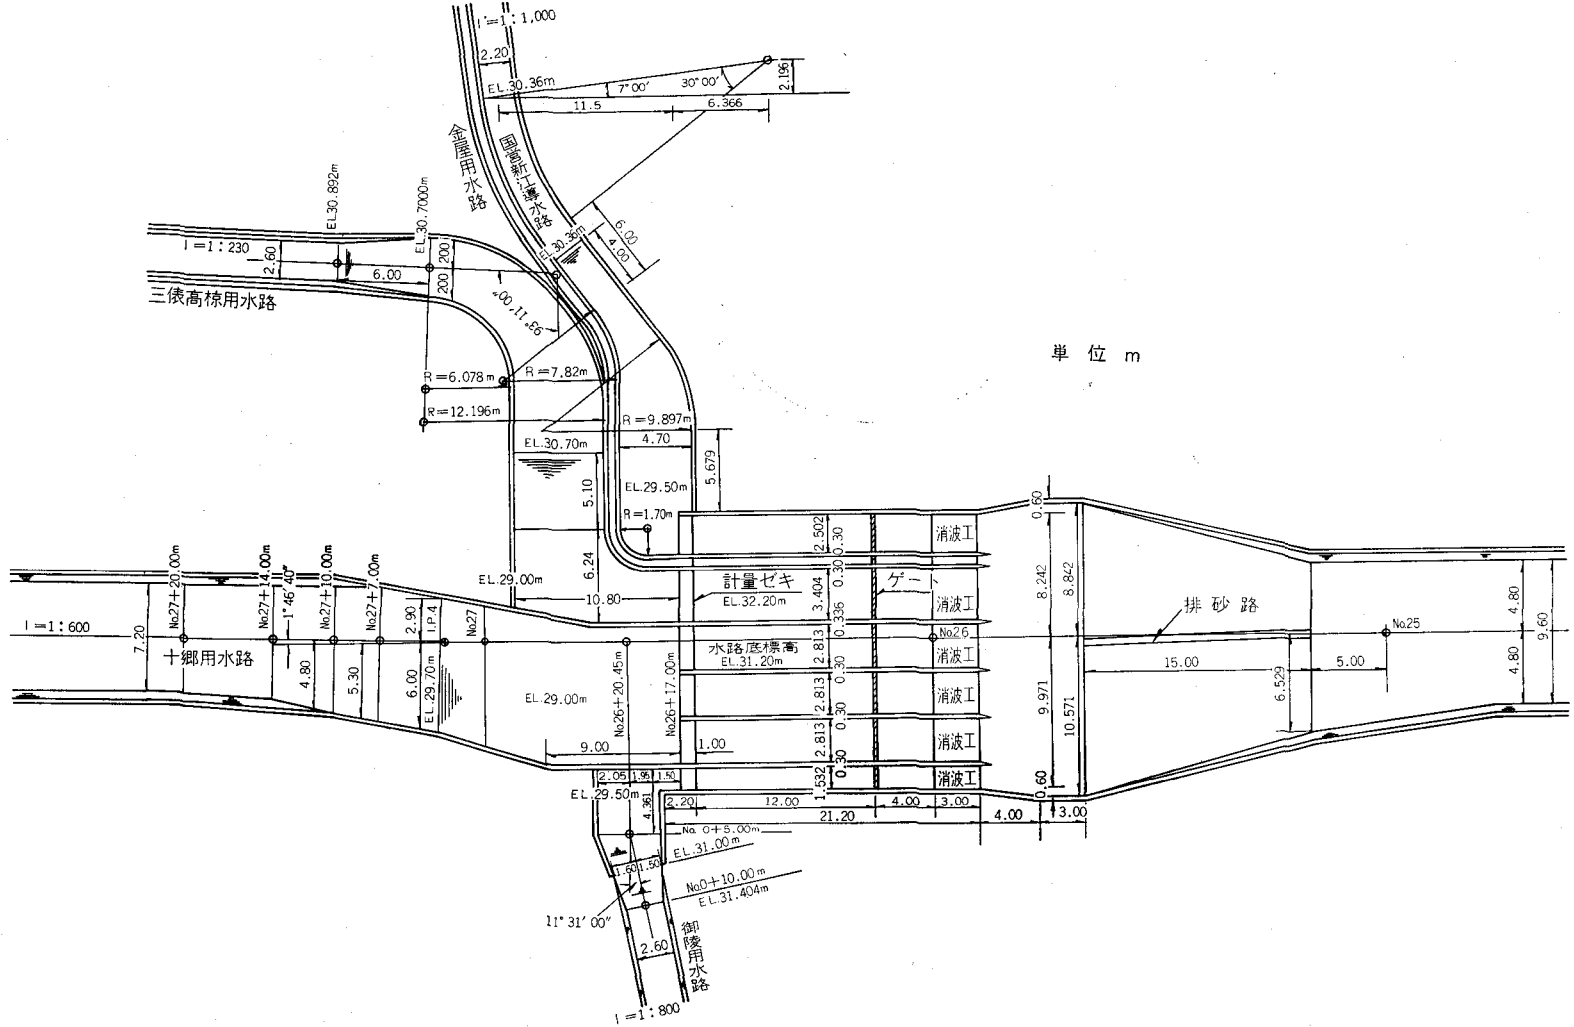 I=1:1,000
2.20
EL.30.36m
7°00′
30°00′
2.196
11.5
6.366
金屋用水路
国営新江導水路
EL.30.892m
EL.30.7000m
I=1:230
2.60
6.00
200
200
三俵高椋用水路
93°11′00″
EL.30.36m
6.00
4.00
単位 m
R=6.078m
R=7.82m
R=12.196m
R=9.897m
EL.30.70m
4.70
5.679
5.10
EL.29.50m
R=1.70m
6.24
EL.29.00m
10.80
No.27+20.00m
No.27+14.00m
1°46′40″
No.27+10.00m
No.27+7.00m
2.90
I.P.4
No.27
I=1:600
7.20
十郷用水路
4.80
5.30
6.00
EL.29.70m
EL.29.00m
No.26+20.45m
No.26+17.00m
9.00
1.00
計量ゼキ
EL.32.20m
ゲート
水路底標高
EL.31.20m
2.502
0.30
0.30
3.404
0.336
2.813
0.30
2.813
0.30
2.813
0.30
1.532
消波工
消波工
No.26
消波工
消波工
消波工
消波工
0.60
8.242
8.842
9.971
10.571
0.60
排砂路
15.00
5.00
6.529
No.25
4.80
4.80
9.60
2.05
1.95
1.50
EL.29.50m
4.361
2.20
12.00
4.00
3.00
21.20
4.00
3.00
No. 0+5.00m
EL.31.00m
1.60
1.50
No.0+10.00m
EL.31.404m
11°31′00″
2.60
御陵用水路
I=1:800